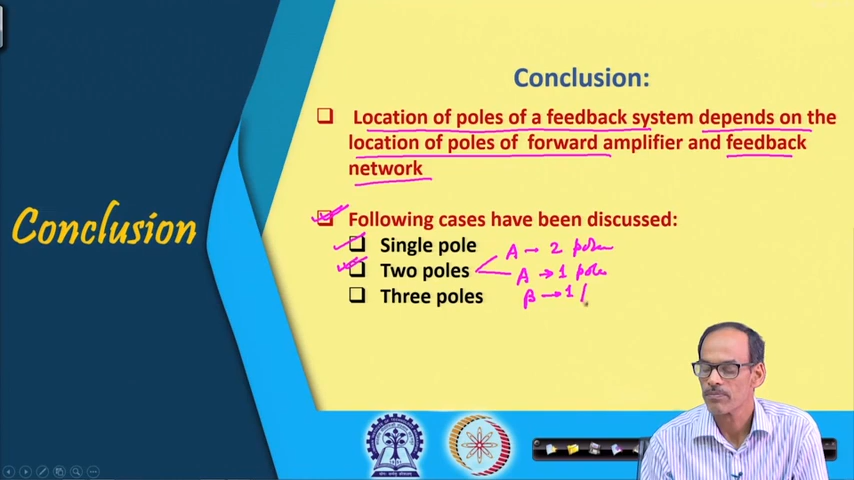 Conclusion:
❑ Location of poles of a feedback system depends on the
location of poles of forward amplifier and feedback
network
Conclusion
❑ Following cases have been discussed:
❑ Single pole
A → 2 poles
❑ Two poles
A → 1 pole
❑ Three poles
β → 1